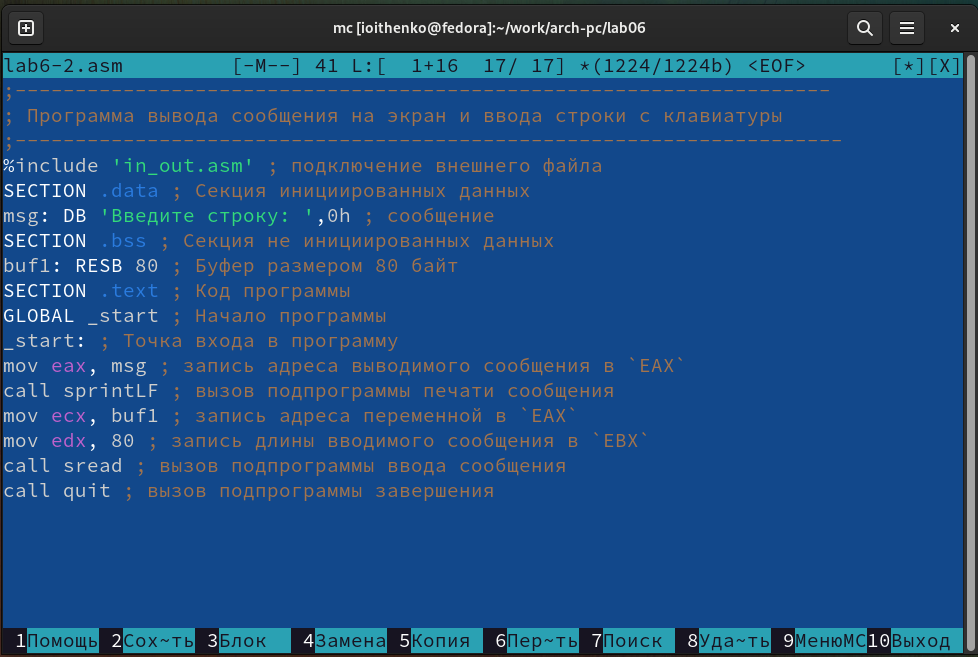 mc [ioithenko@fedora]:~/work/arch-pc/lab06
lab6-2.asm [-M--] 41 L:[ 1+16 17/ 17] *(1224/1224b) <EOF> [*][X]
;--------------------------------------------------------------------
; Программа вывода сообщения на экран и ввода строки с клавиатуры
;---------------------------------------------------------------------
%include 'in_out.asm' ; подключение внешнего файла
SECTION .data ; Секция инициированных данных
msg: DB 'Введите строку: ',0h ; сообщение
SECTION .bss ; Секция не инициированных данных
buf1: RESB 80 ; Буфер размером 80 байт
SECTION .text ; Код программы
GLOBAL _start ; Начало программы
_start: ; Точка входа в программу
mov eax, msg ; запись адреса выводимого сообщения в `EAX`
call sprintLF ; вызов подпрограммы печати сообщения
mov ecx, buf1 ; запись адреса переменной в `EAX`
mov edx, 80 ; запись длины вводимого сообщения в `EBX`
call sread ; вызов подпрограммы ввода сообщения
call quit ; вызов подпрограммы завершения
1Помощь 2Сох~ть 3Блок 4Замена 5Копия 6Пер~ть 7Поиск 8Уда~ть 9МенюMC 10Выход